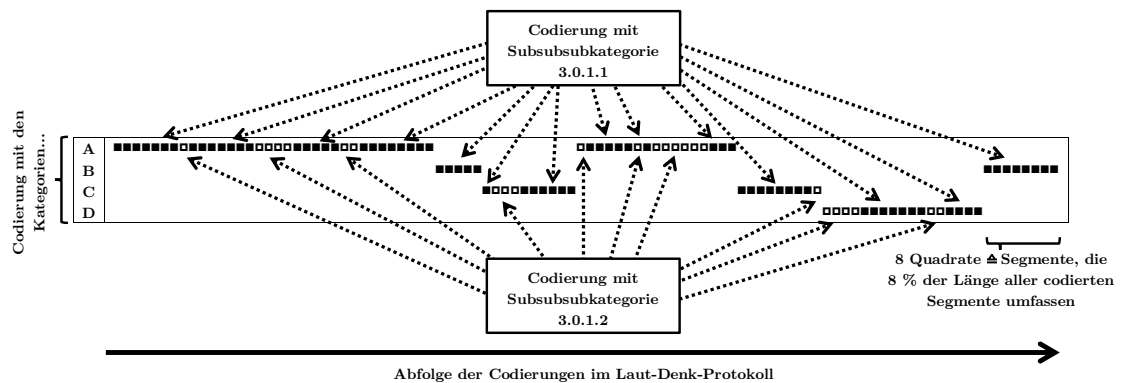 Codierung mit
Subsubsubkategorie
3.0.1.1
Codierung mit den
Kategorien...
A
B
C
D
8 Quadrate ≙ Segmente, die
8 % der Länge aller codierten
Segmente umfassen
Codierung mit
Subsubsubkategorie
3.0.1.2
Abfolge der Codierungen im Laut-Denk-Protokoll